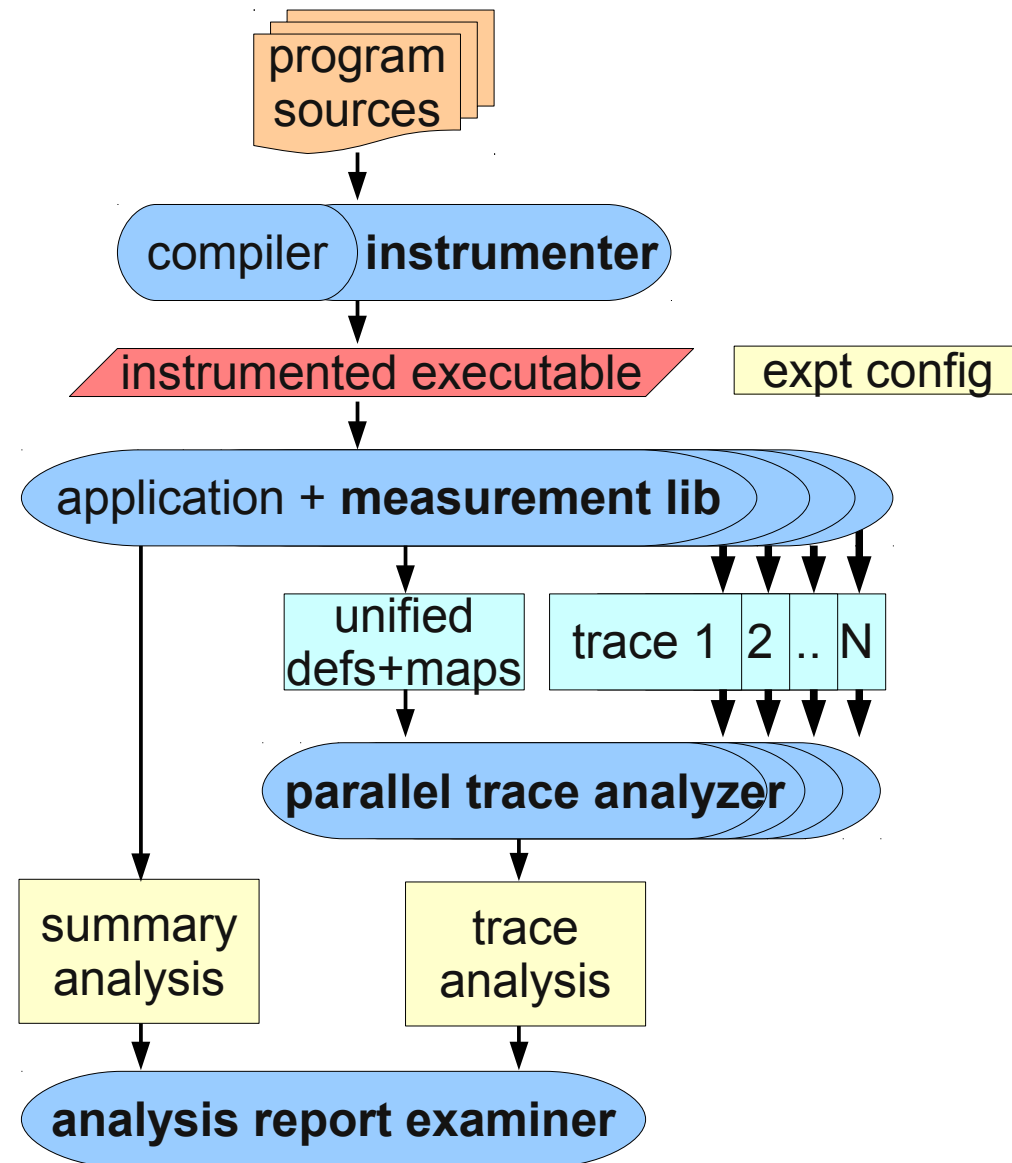 program
sources
compiler instrumenter
instrumented executable
expt config
application + measurement lib
unified
defs+maps
trace 1 2 .. N
parallel trace analyzer
summary
analysis
trace
analysis
analysis report examiner